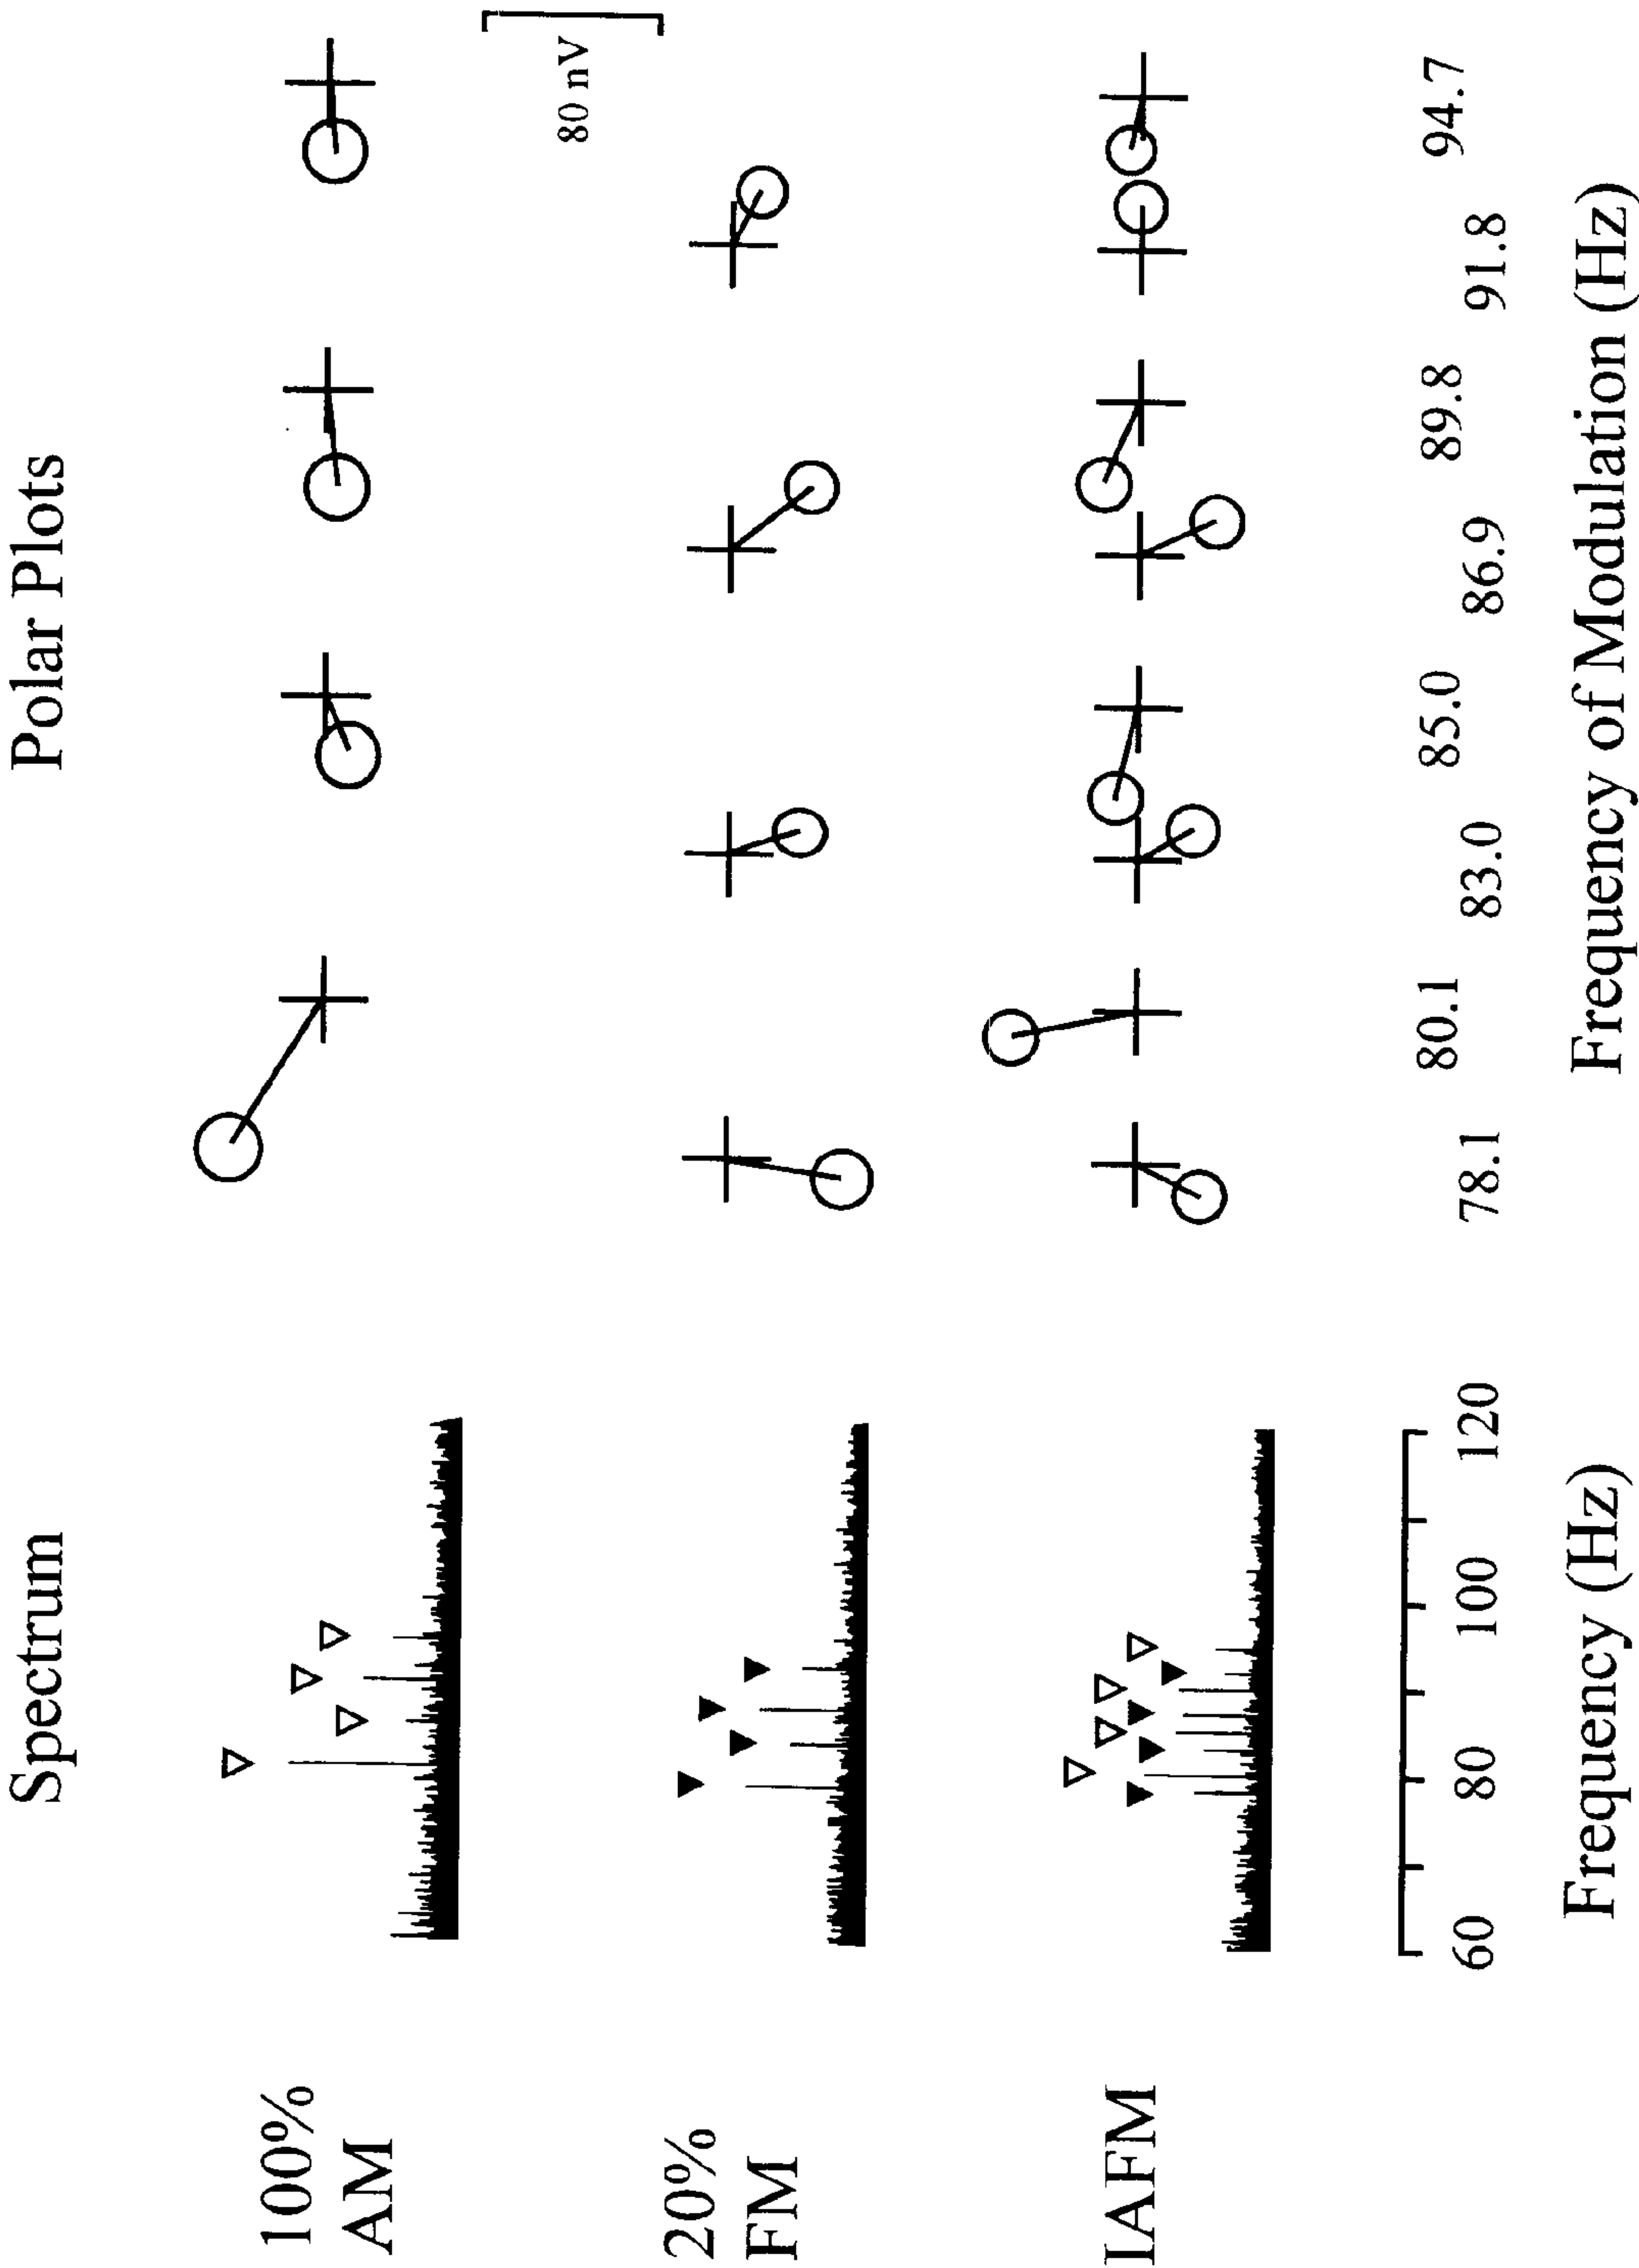 Spectrum
Polar Plots
100%
AM
80 nV
20%
FM
IAFM
60 80 100 120
Frequency (Hz)
80.1 85.0 89.8 94.7
78.1 83.0 86.9 91.8
Frequency of Modulation (Hz)